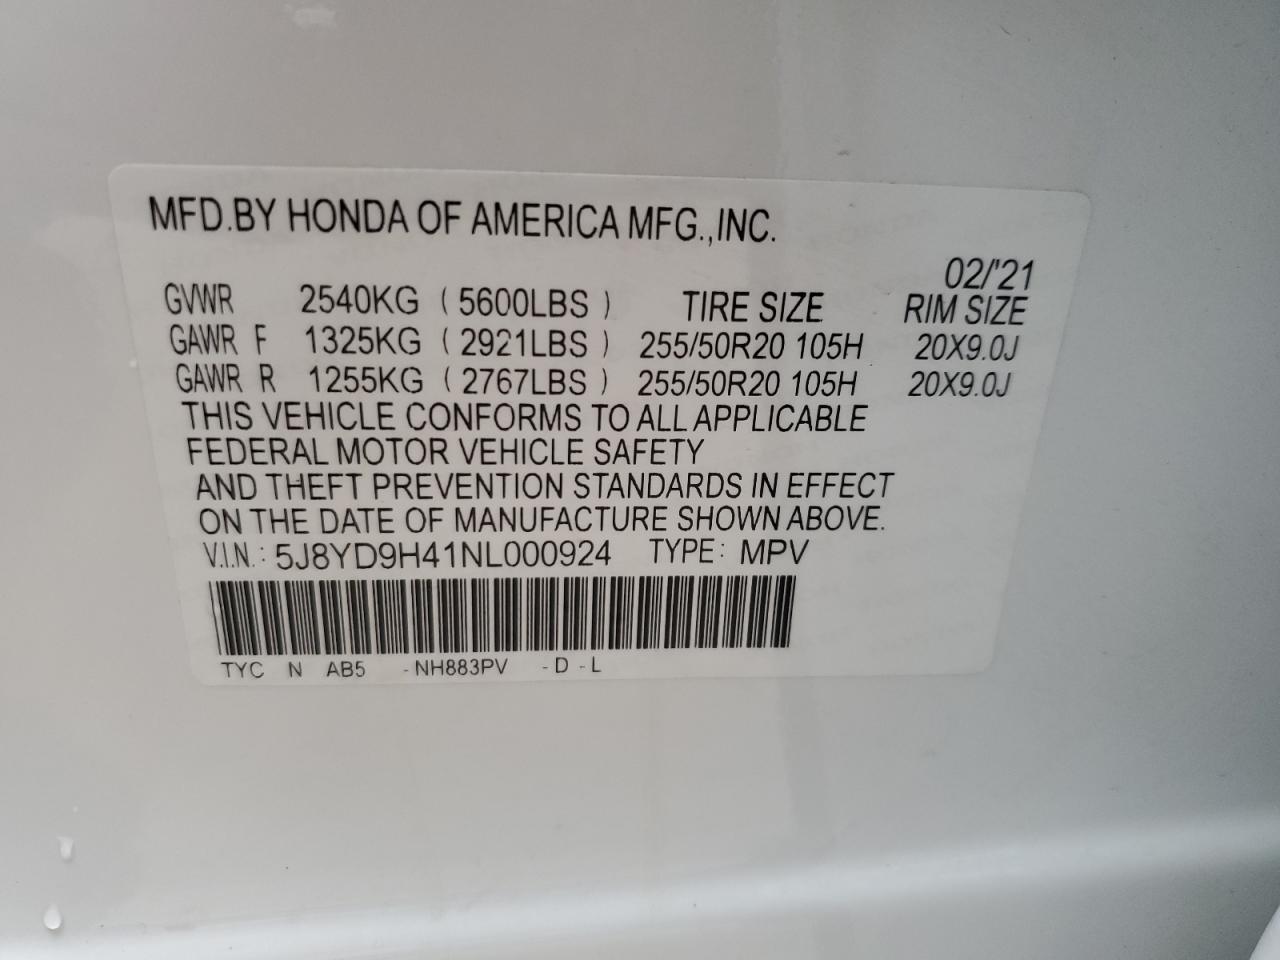 MFD.BY HONDA OF AMERICA MFG.,INC.
02/'21
GVWR 2540KG ( 5600LBS ) TIRE SIZE RIM SIZE
GAWR F 1325KG ( 2921LBS ) 255/50R20 105H 20X9.0J
GAWR R 1255KG ( 2767LBS ) 255/50R20 105H 20X9.0J
THIS VEHICLE CONFORMS TO ALL APPLICABLE
FEDERAL MOTOR VEHICLE SAFETY
AND THEFT PREVENTION STANDARDS IN EFFECT
ON THE DATE OF MANUFACTURE SHOWN ABOVE.
V.I.N.: 5J8YD9H41NL000924 TYPE: MPV
TYC N AB5 -NH883PV -D -L